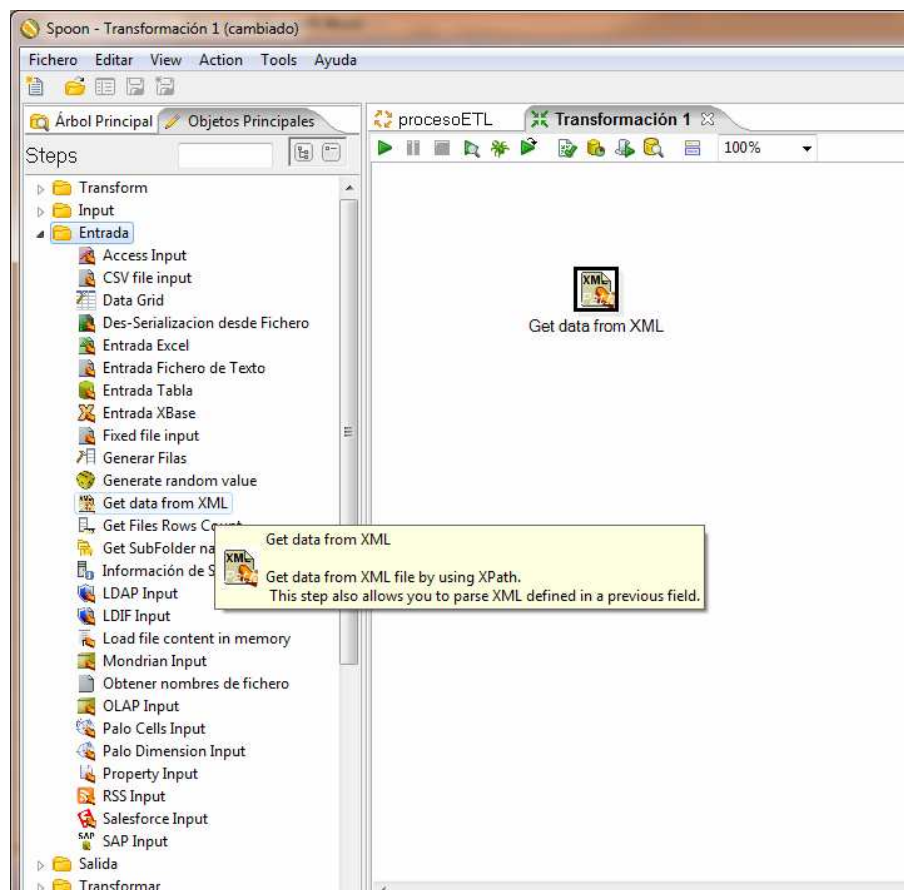 Spoon - Transformación 1 (cambiado)
Fichero Editar View Action Tools Ayuda
Árbol Principal Objetos Principales
Steps
Transform
Input
Entrada
Access Input
CSV file input
Data Grid
Des-Serializacion desde Fichero
Entrada Excel
Entrada Fichero de Texto
Entrada Tabla
Entrada XBase
Fixed file input
Generar Filas
Generate random value
Get data from XML
Get Files Rows
Get SubFolder
Información de
LDAP Input
LDIF Input
Load file content in memory
Mondrian Input
Obtener nombres de fichero
OLAP Input
Palo Cells Input
Palo Dimension Input
Property Input
RSS Input
Salesforce Input
SAP Input
Salida
Transformar
procesoETL Transformación 1
100%
XML
Get data from XML
Get data from XML
XML
Get data from XML file by using XPath.
This step also allows you to parse XML defined in a previous field.